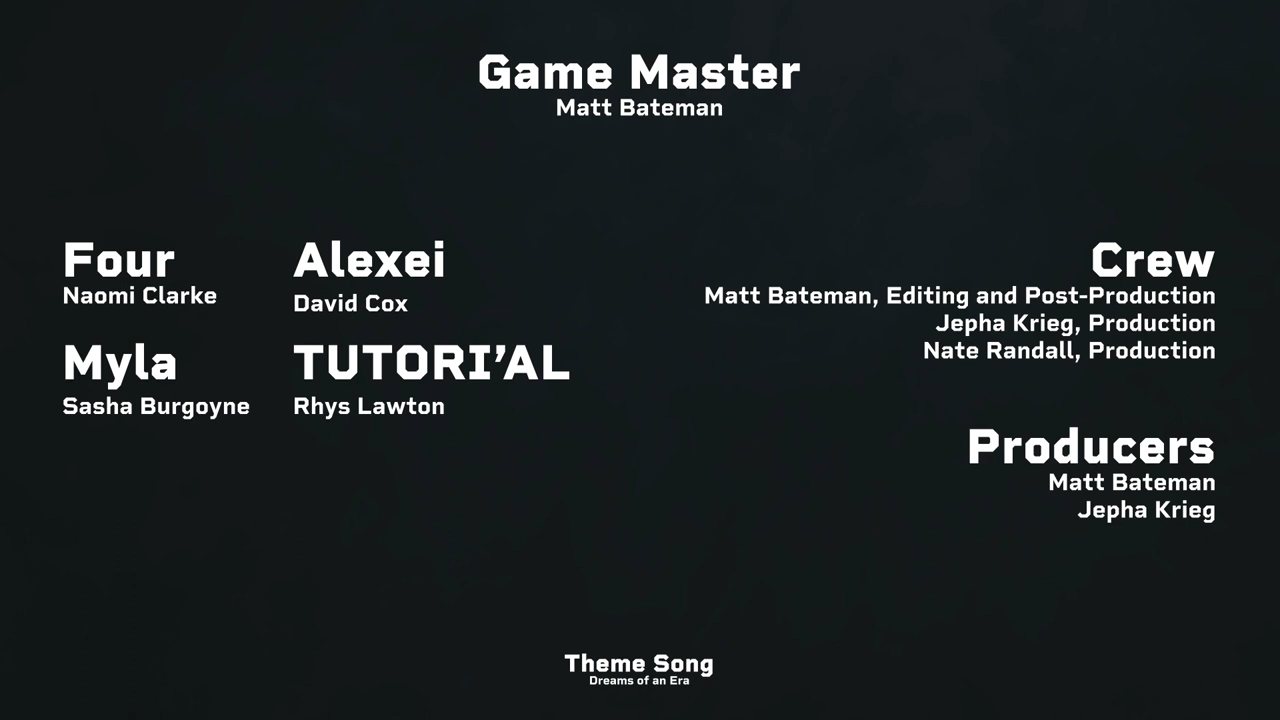 Game Master
Matt Bateman
Four
Naomi Clarke
Alexei
David Cox
Myla
Sasha Burgoyne
TUTORI’AL
Rhys Lawton
Crew
Matt Bateman, Editing and Post-Production
Jepha Krieg, Production
Nate Randall, Production
Producers
Matt Bateman
Jepha Krieg
Theme Song
Dreams of an Era